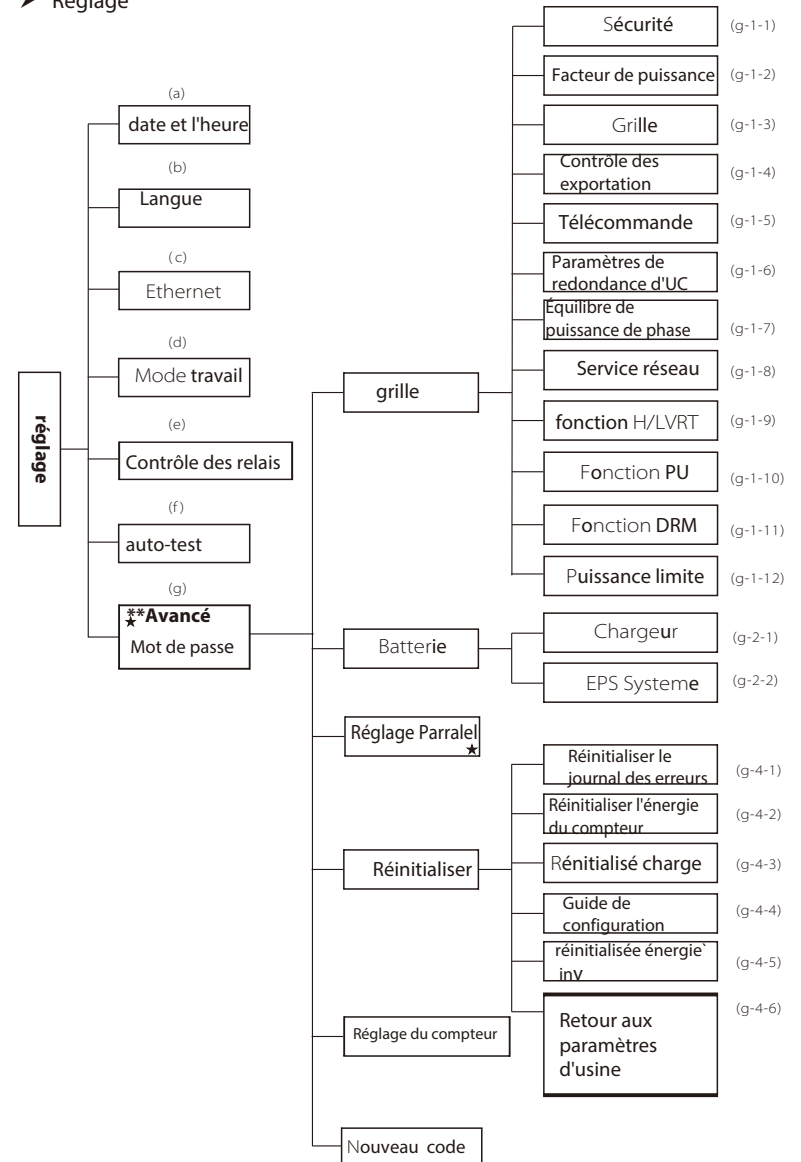 ➤ Réglage
réglage
(a)
date et l'heure
(b)
Langue
(c)
Ethernet
(d)
Mode travail
(e)
Contrôle des relais
(f)
auto-test
(g)
**Avancé
★
Mot de passe
grille
Sécurité (g-1-1)
Facteur de puissance (g-1-2)
Grille (g-1-3)
Contrôle des
exportation (g-1-4)
Télécommande (g-1-5)
Paramètres de
redondance d'UC (g-1-6)
Équilibre de
puissance de phase (g-1-7)
Service réseau (g-1-8)
fonction H/LVRT (g-1-9)
Fonction PU (g-1-10)
Fonction DRM (g-1-11)
Puissance limite (g-1-12)
Batterie
Chargeur (g-2-1)
EPS Systeme (g-2-2)
Réglage Parralel
★
Réinitialiser
Réinitialiser le
journal des erreurs (g-4-1)
Réinitialiser l'énergie
du compteur (g-4-2)
Rénitialisé charge (g-4-3)
Guide de
configuration (g-4-4)
réinitialisée énergie`
inv (g-4-5)
Retour aux
paramètres
d'usine (g-4-6)
Réglage du compteur
Nouveau code